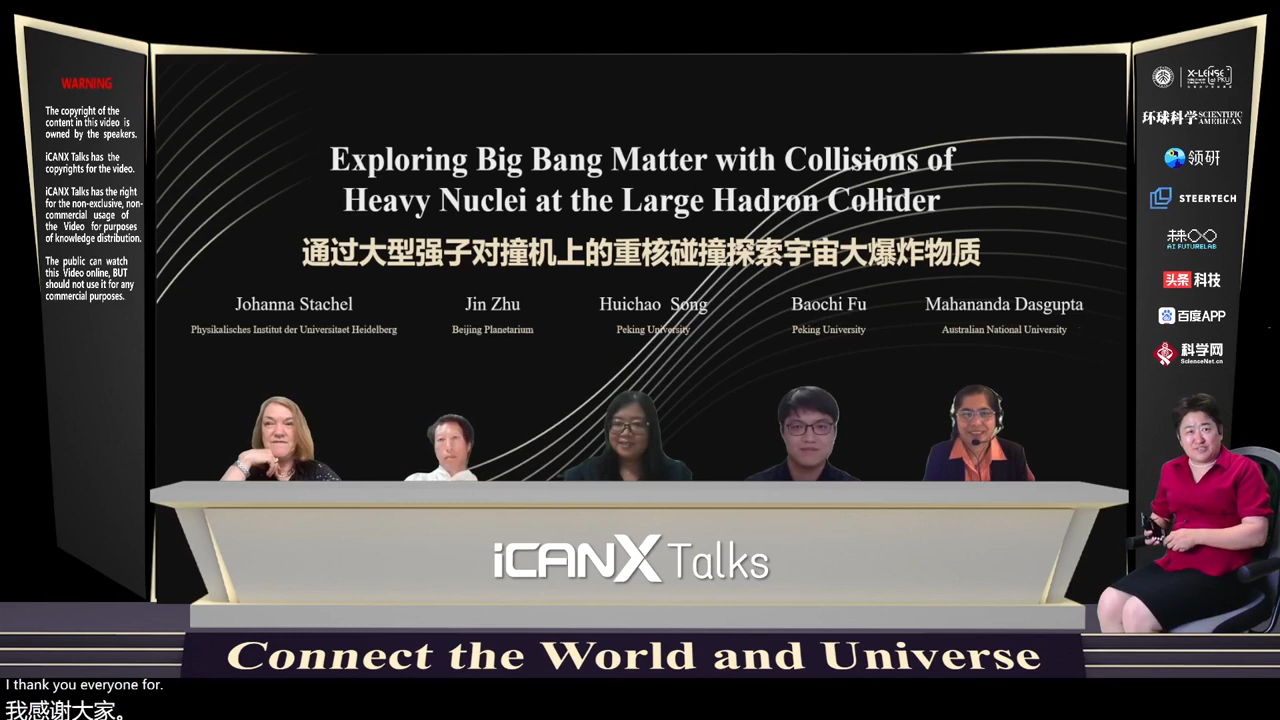 WARNING
The copyright of the
content in this video is
owned by the speakers.
iCANX Talks has the
copyrights for the video.
iCANX Talks has the right
for the non-exclusive, non-
commercial usage of
the Video for purposes
of knowledge distribution.
The public can watch
this Video online, BUT
should not use it for any
commercial purposes.
Exploring Big Bang Matter with Collisions of
Heavy Nuclei at the Large Hadron Collider
通过大型强子对撞机上的重核碰撞探索宇宙大爆炸物质
Johanna Stachel
Physikalisches Institut der Universitaet Heidelberg
Jin Zhu
Beijing Planetarium
Huichao Song
Peking University
Baochi Fu
Peking University
Mahananda Dasgupta
Australian National University
X-LENSE
at PKU
环球科学 SCIENTIFIC
AMERICAN
领研
STEERTECH
AI FUTURELAB
头条 科技
百度APP
科学网
ScienceNet.cn
iCANX Talks
Connect the World and Universe
I thank you everyone for.
我感谢大家。